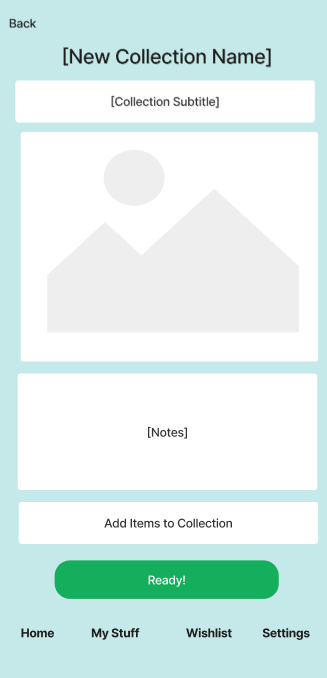 Back
[New Collection Name]
[Collection Subtitle]
[Notes]
Add Items to Collection
Ready!
Home My Stuff Wishlist Settings